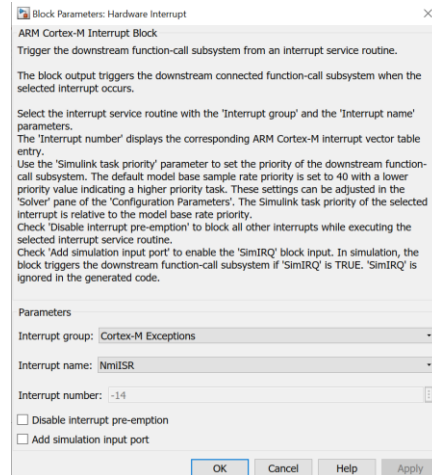 Block Parameters: Hardware Interrupt
ARM Cortex-M Interrupt Block
Trigger the downstream function-call subsystem from an interrupt service routine.
The block output triggers the downstream connected function-call subsystem when the
selected interrupt occurs.
Select the interrupt service routine with the 'Interrupt group' and the 'Interrupt name'
parameters.
The 'Interrupt number' displays the corresponding ARM Cortex-M interrupt vector table
entry.
Use the 'Simulink task priority' parameter to set the priority of the downstream function-
call subsystem. The default model base sample rate priority is set to 40 with a lower
priority value indicating a higher priority task. These settings can be adjusted in the
'Solver' pane of the 'Configuration Parameters'. The Simulink task priority of the selected
interrupt is relative to the model base rate priority.
Check 'Disable interrupt pre-emption' to block all other interrupts while executing the
selected interrupt service routine.
Check 'Add simulation input port' to enable the 'SimIRQ' block input. In simulation, the
block triggers the downstream function-call subsystem if 'SimIRQ' is TRUE. 'SimIRQ' is
ignored in the generated code.
Parameters
Interrupt group: Cortex-M Exceptions
Interrupt name: NmiISR
Interrupt number: -14
Disable interrupt pre-emption
Add simulation input port
OK Cancel Help Apply